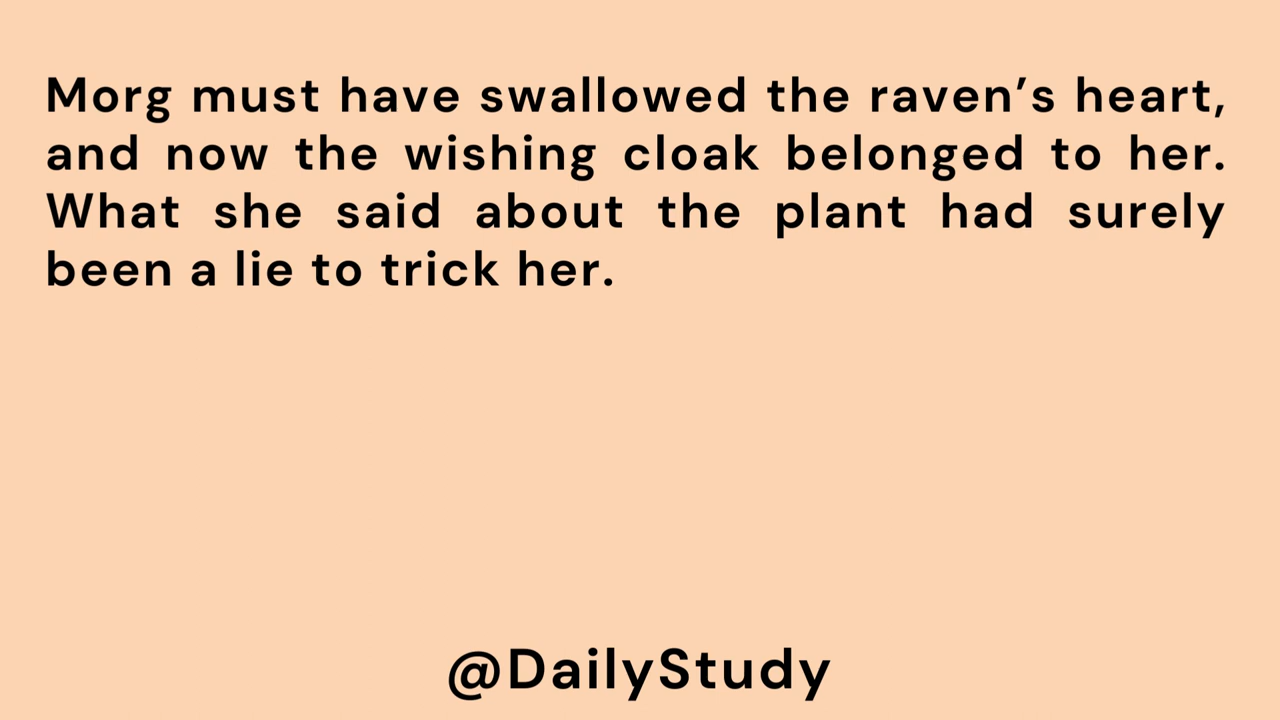 Morg must have swallowed the raven’s heart,
and now the wishing cloak belonged to her.
What she said about the plant had surely
been a lie to trick her.
@DailyStudy